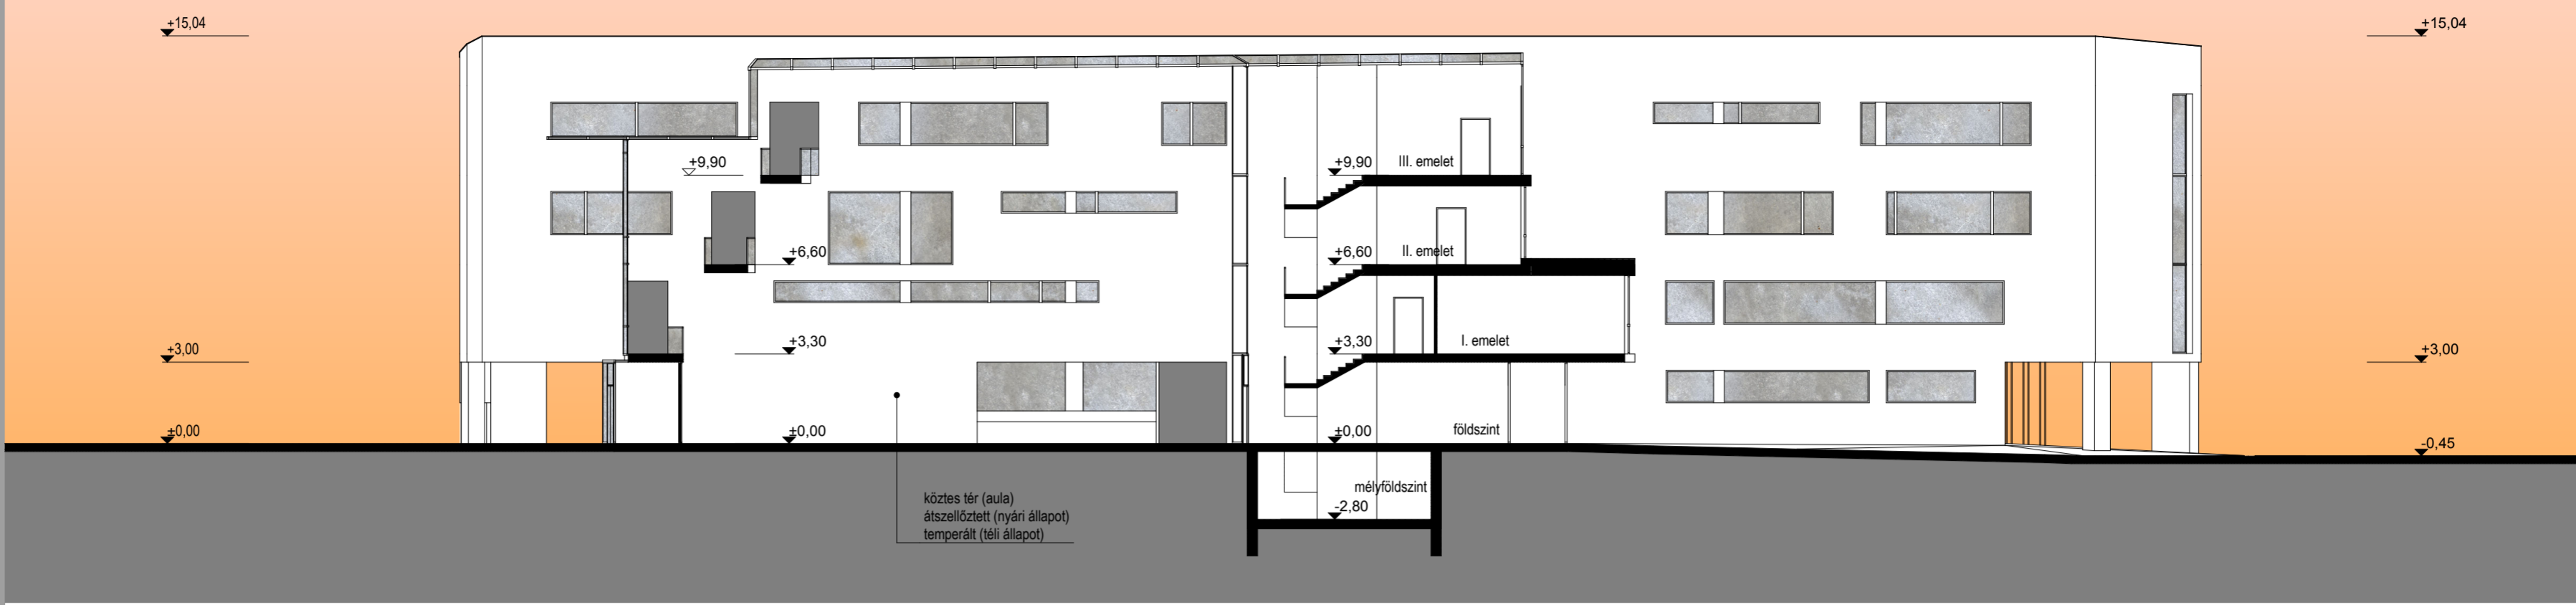 +15,04
+15,04
+9,90
+9,90
III. emelet
+6,60
+6,60
II. emelet
+3,00
+3,30
+3,30
I. emelet
+3,00
±0,00
±0,00
±0,00
földszint
-0,45
köztes tér (aula)
átszellőztett (nyári állapot)
temperált (téli állapot)
mélyföldszint
-2,80